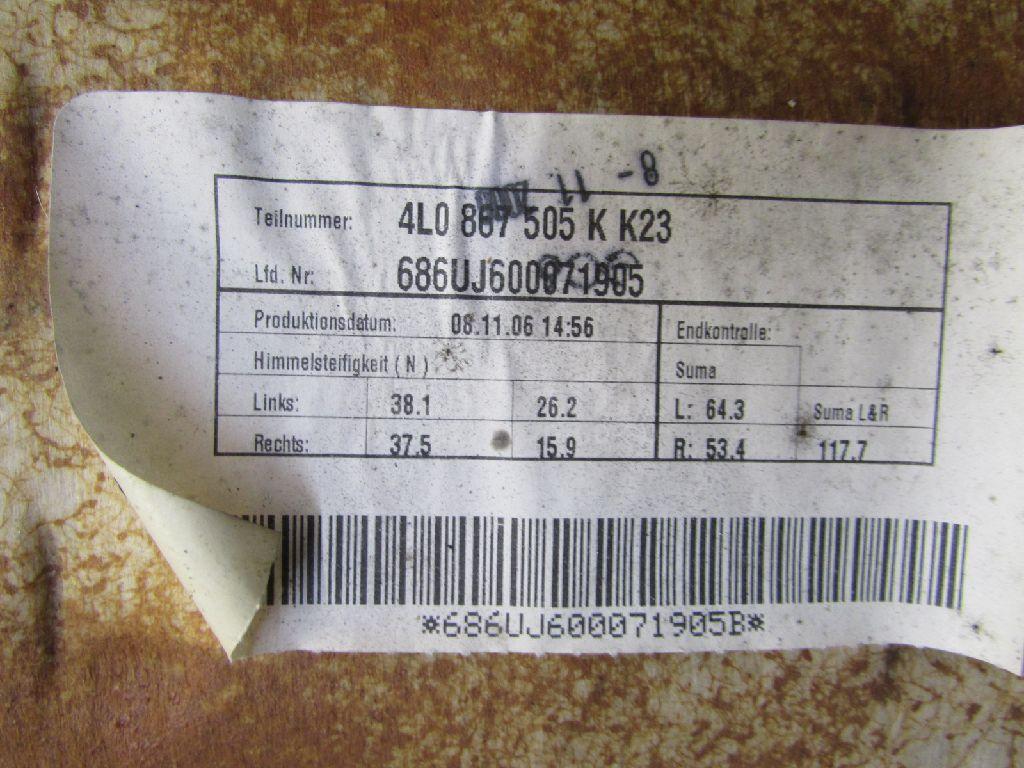 8- 11
Teilnummer: 4L0 867 505 K K23
Lfd. Nr: 686UJ600071905
Produktionsdatum: 08.11.06 14:56 Endkontrolle:
Himmelsteifigkeit ( N ) Suma
Links: 38.1 26.2 L: 64.3 Suma L&R
Rechts: 37.5 15.9 R: 53.4 117.7
*686UJ600071905B*